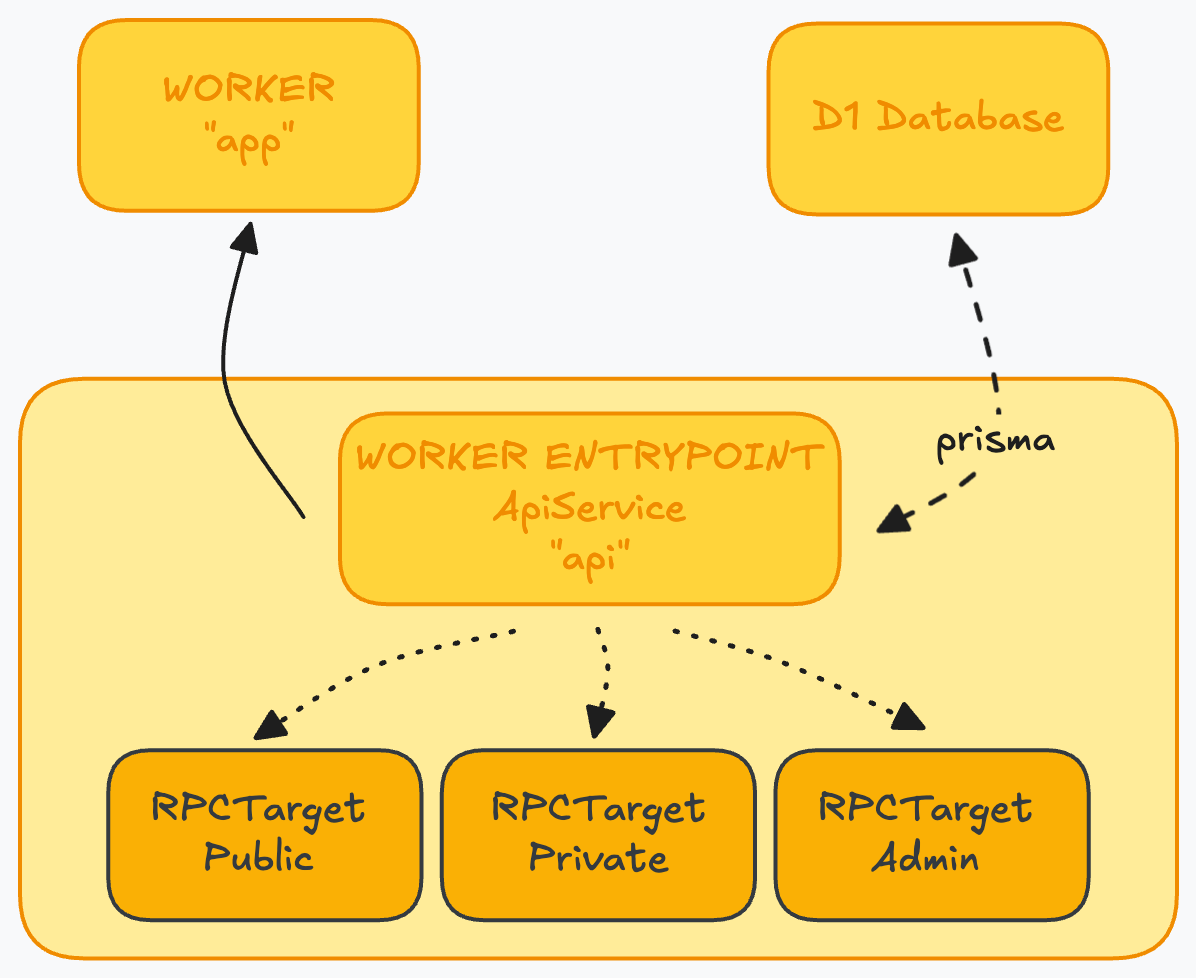 WORKER
"app"
D1 Database
prisma
WORKER ENTRYPOINT
ApiService
"api"
RPCTarget
Public
RPCTarget
Private
RPCTarget
Admin